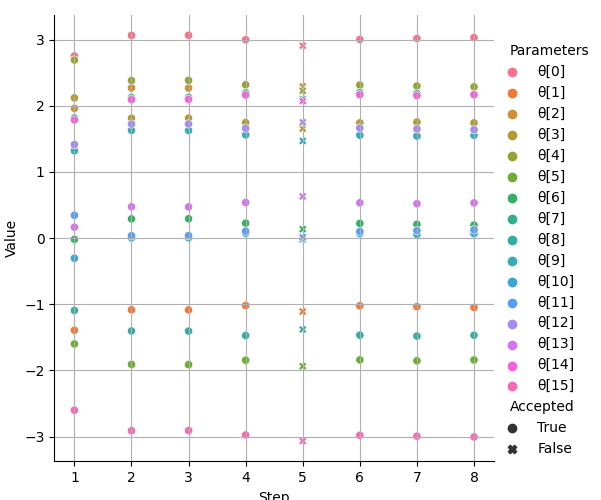 3
2
1
0
−1
−2
−3
Value
1 2 3 4 5 6 7 8
Step
Parameters
θ[0]
θ[1]
θ[2]
θ[3]
θ[4]
θ[5]
θ[6]
θ[7]
θ[8]
θ[9]
θ[10]
θ[11]
θ[12]
θ[13]
θ[14]
θ[15]
Accepted
True
False